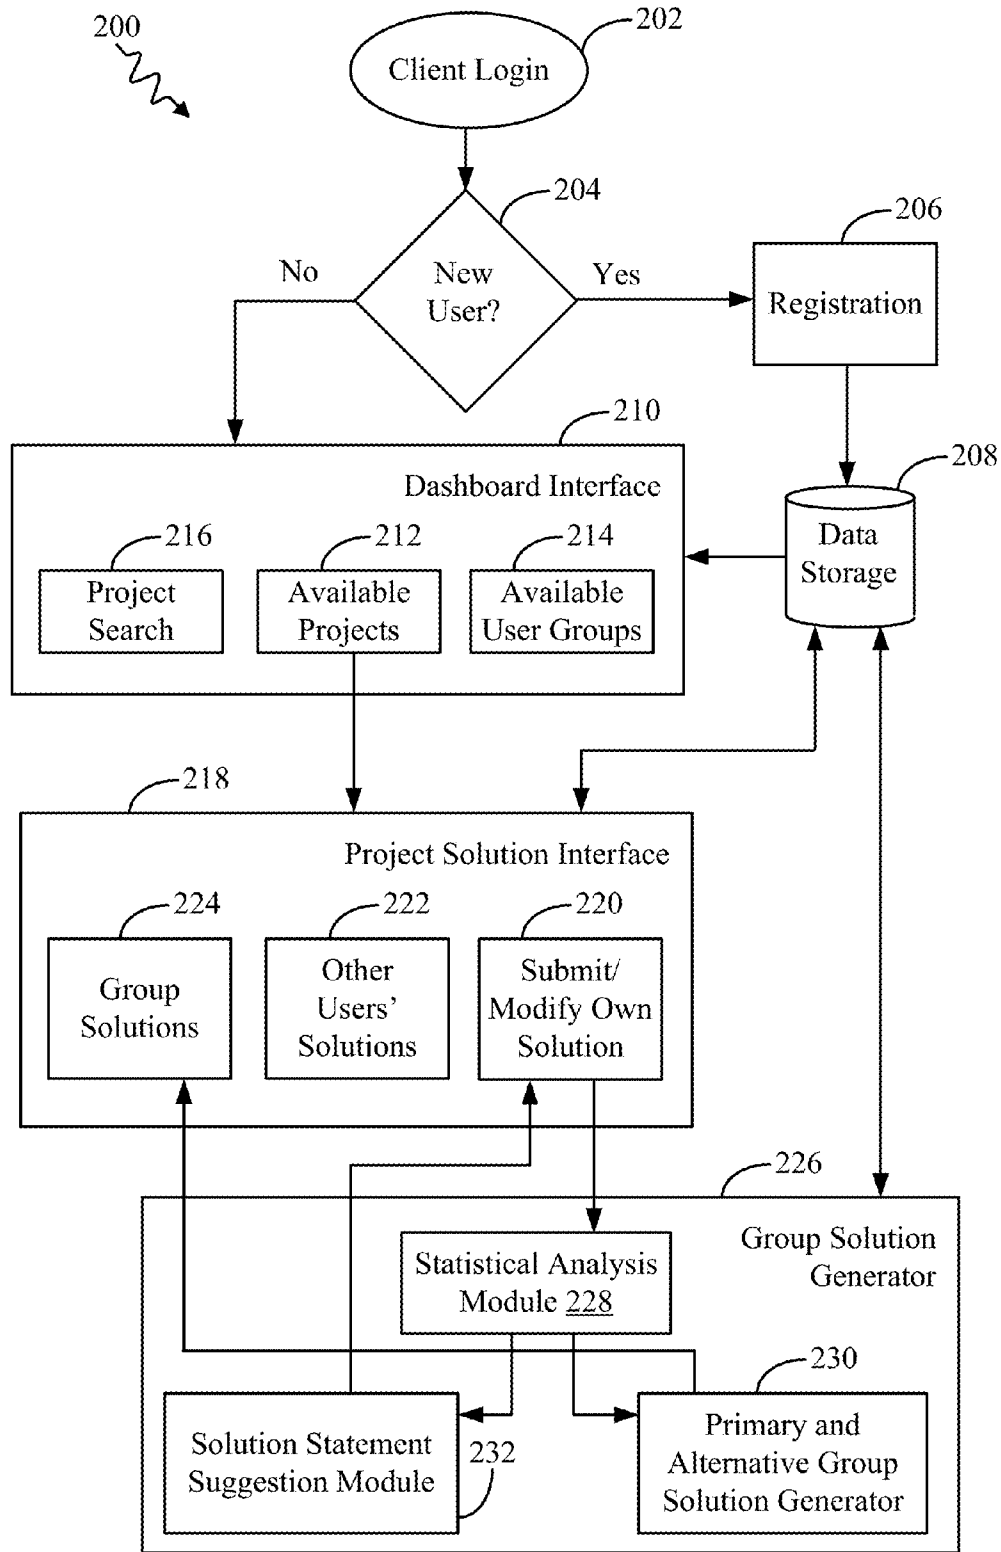 200
202
Client Login
204
206
No
New
User?
Yes
Registration
210
208
Dashboard Interface
Data
Storage
216
212
214
Project
Search
Available
Projects
Available
User Groups
218
Project Solution Interface
224
222
220
Group
Solutions
Other
Users’
Solutions
Submit/
Modify Own
Solution
226
Group Solution
Generator
Statistical Analysis
Module 228
230
Solution Statement
Suggestion Module
232
Primary and
Alternative Group
Solution Generator